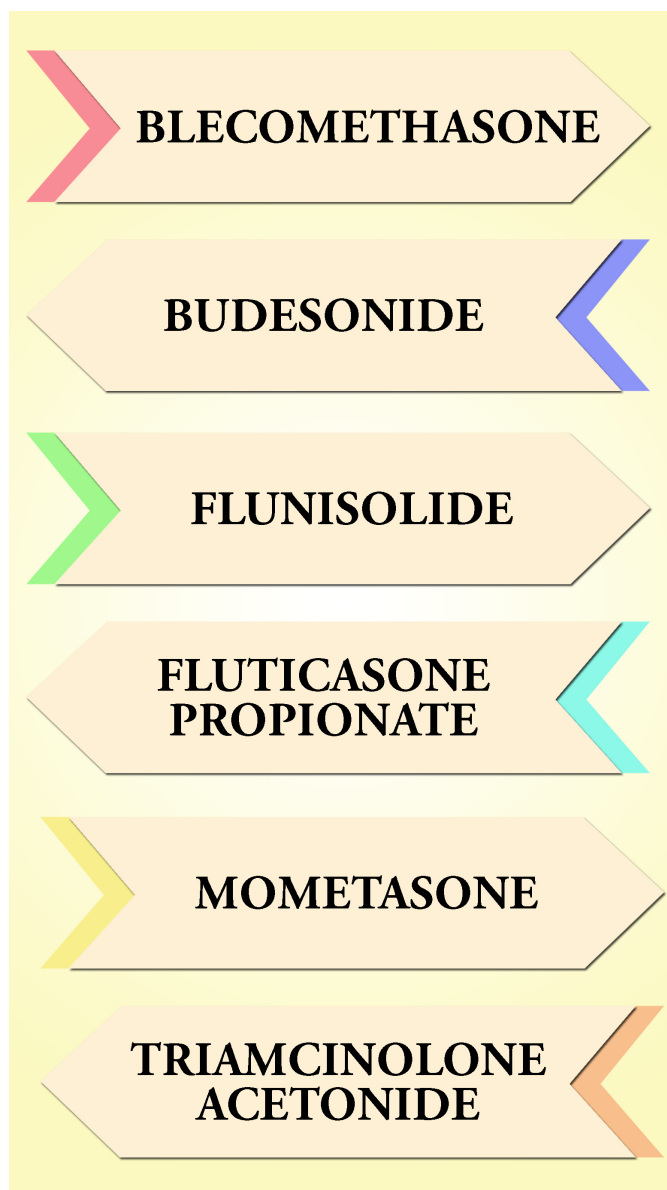 BLECOMETHASONE
BUDESONIDE
FLUNISOLIDE
FLUTICASONE
PROPIONATE
MOMETASONE
TRIAMCINOLONE
ACETONIDE